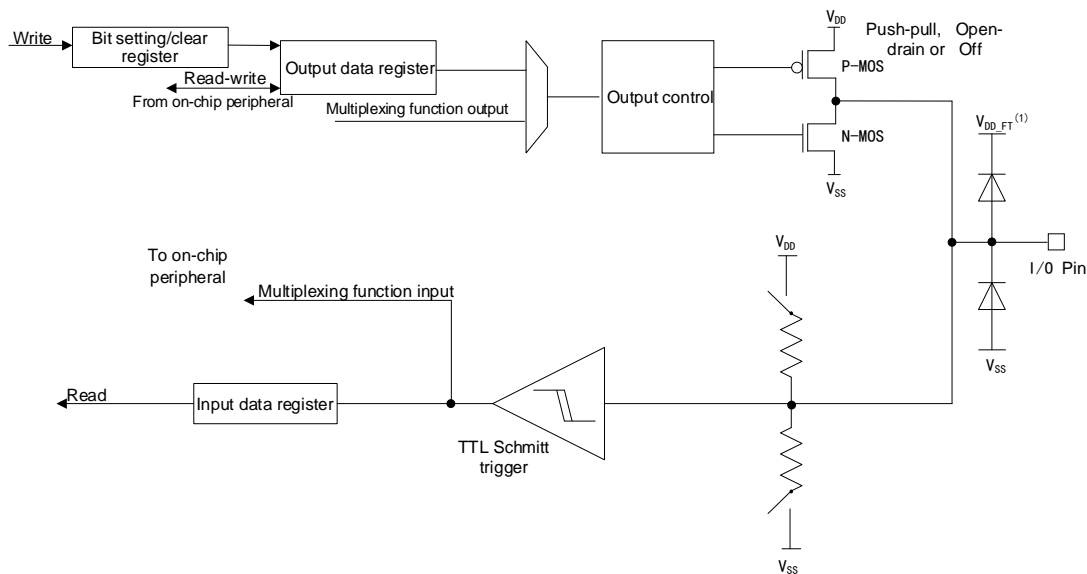 Write
Bit setting/clear
register
Read-write
From on-chip peripheral
Output data register
Multiplexing function output
Output control
VDD
Push-pull, Open-
drain or Off
P-MOS
N-MOS
VSS
VDD_FT(1)
I/O Pin
VSS
To on-chip
peripheral
Multiplexing function input
VDD
Read
Input data register
TTL Schmitt
trigger
VSS